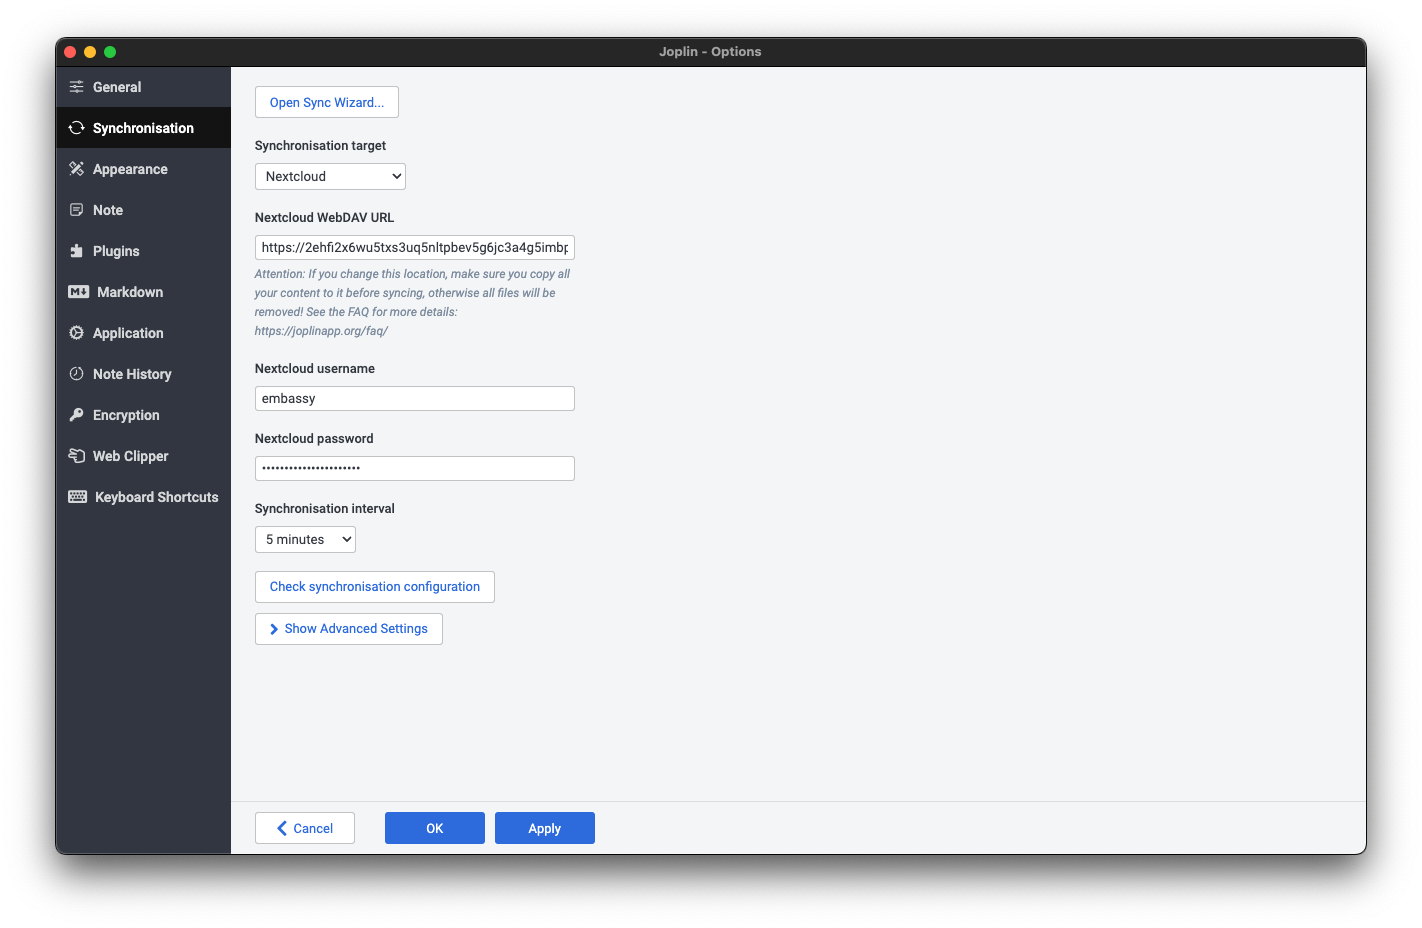 Joplin - Options
General
Synchronisation
Appearance
Note
Plugins
Markdown
Application
Note History
Encryption
Web Clipper
Keyboard Shortcuts
Open Sync Wizard...
Synchronisation target
Nextcloud
Nextcloud WebDAV URL
https://2ehfi2x6wu5txs3uq5nltpbev5g6jc3a4g5imbp
Attention: If you change this location, make sure you copy all
your content to it before syncing, otherwise all files will be
removed! See the FAQ for more details:
https://joplinapp.org/faq/
Nextcloud username
embassy
Nextcloud password
••••••••••••••••••••••
Synchronisation interval
5 minutes
Check synchronisation configuration
Show Advanced Settings
Cancel
OK
Apply